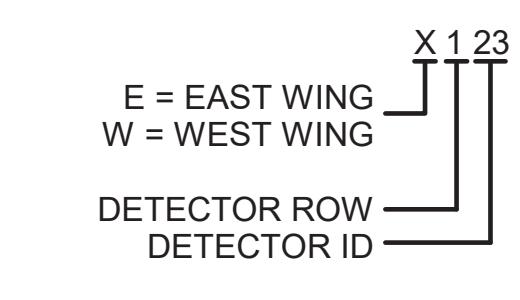 X 1 23
E = EAST WING
W = WEST WING
DETECTOR ROW
DETECTOR ID